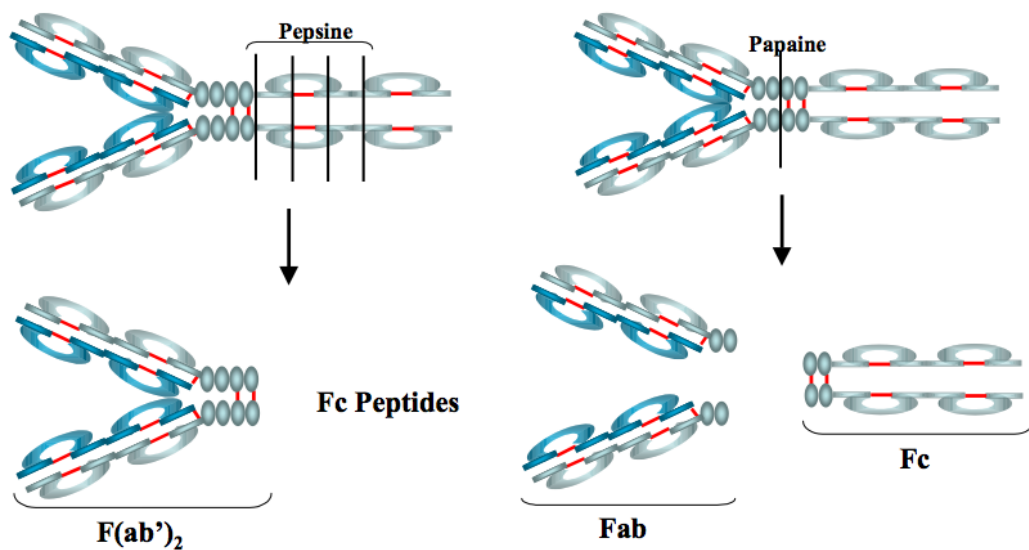 Pepsine
Papaine
Fc Peptides
Fc
F(ab’)₂
Fab